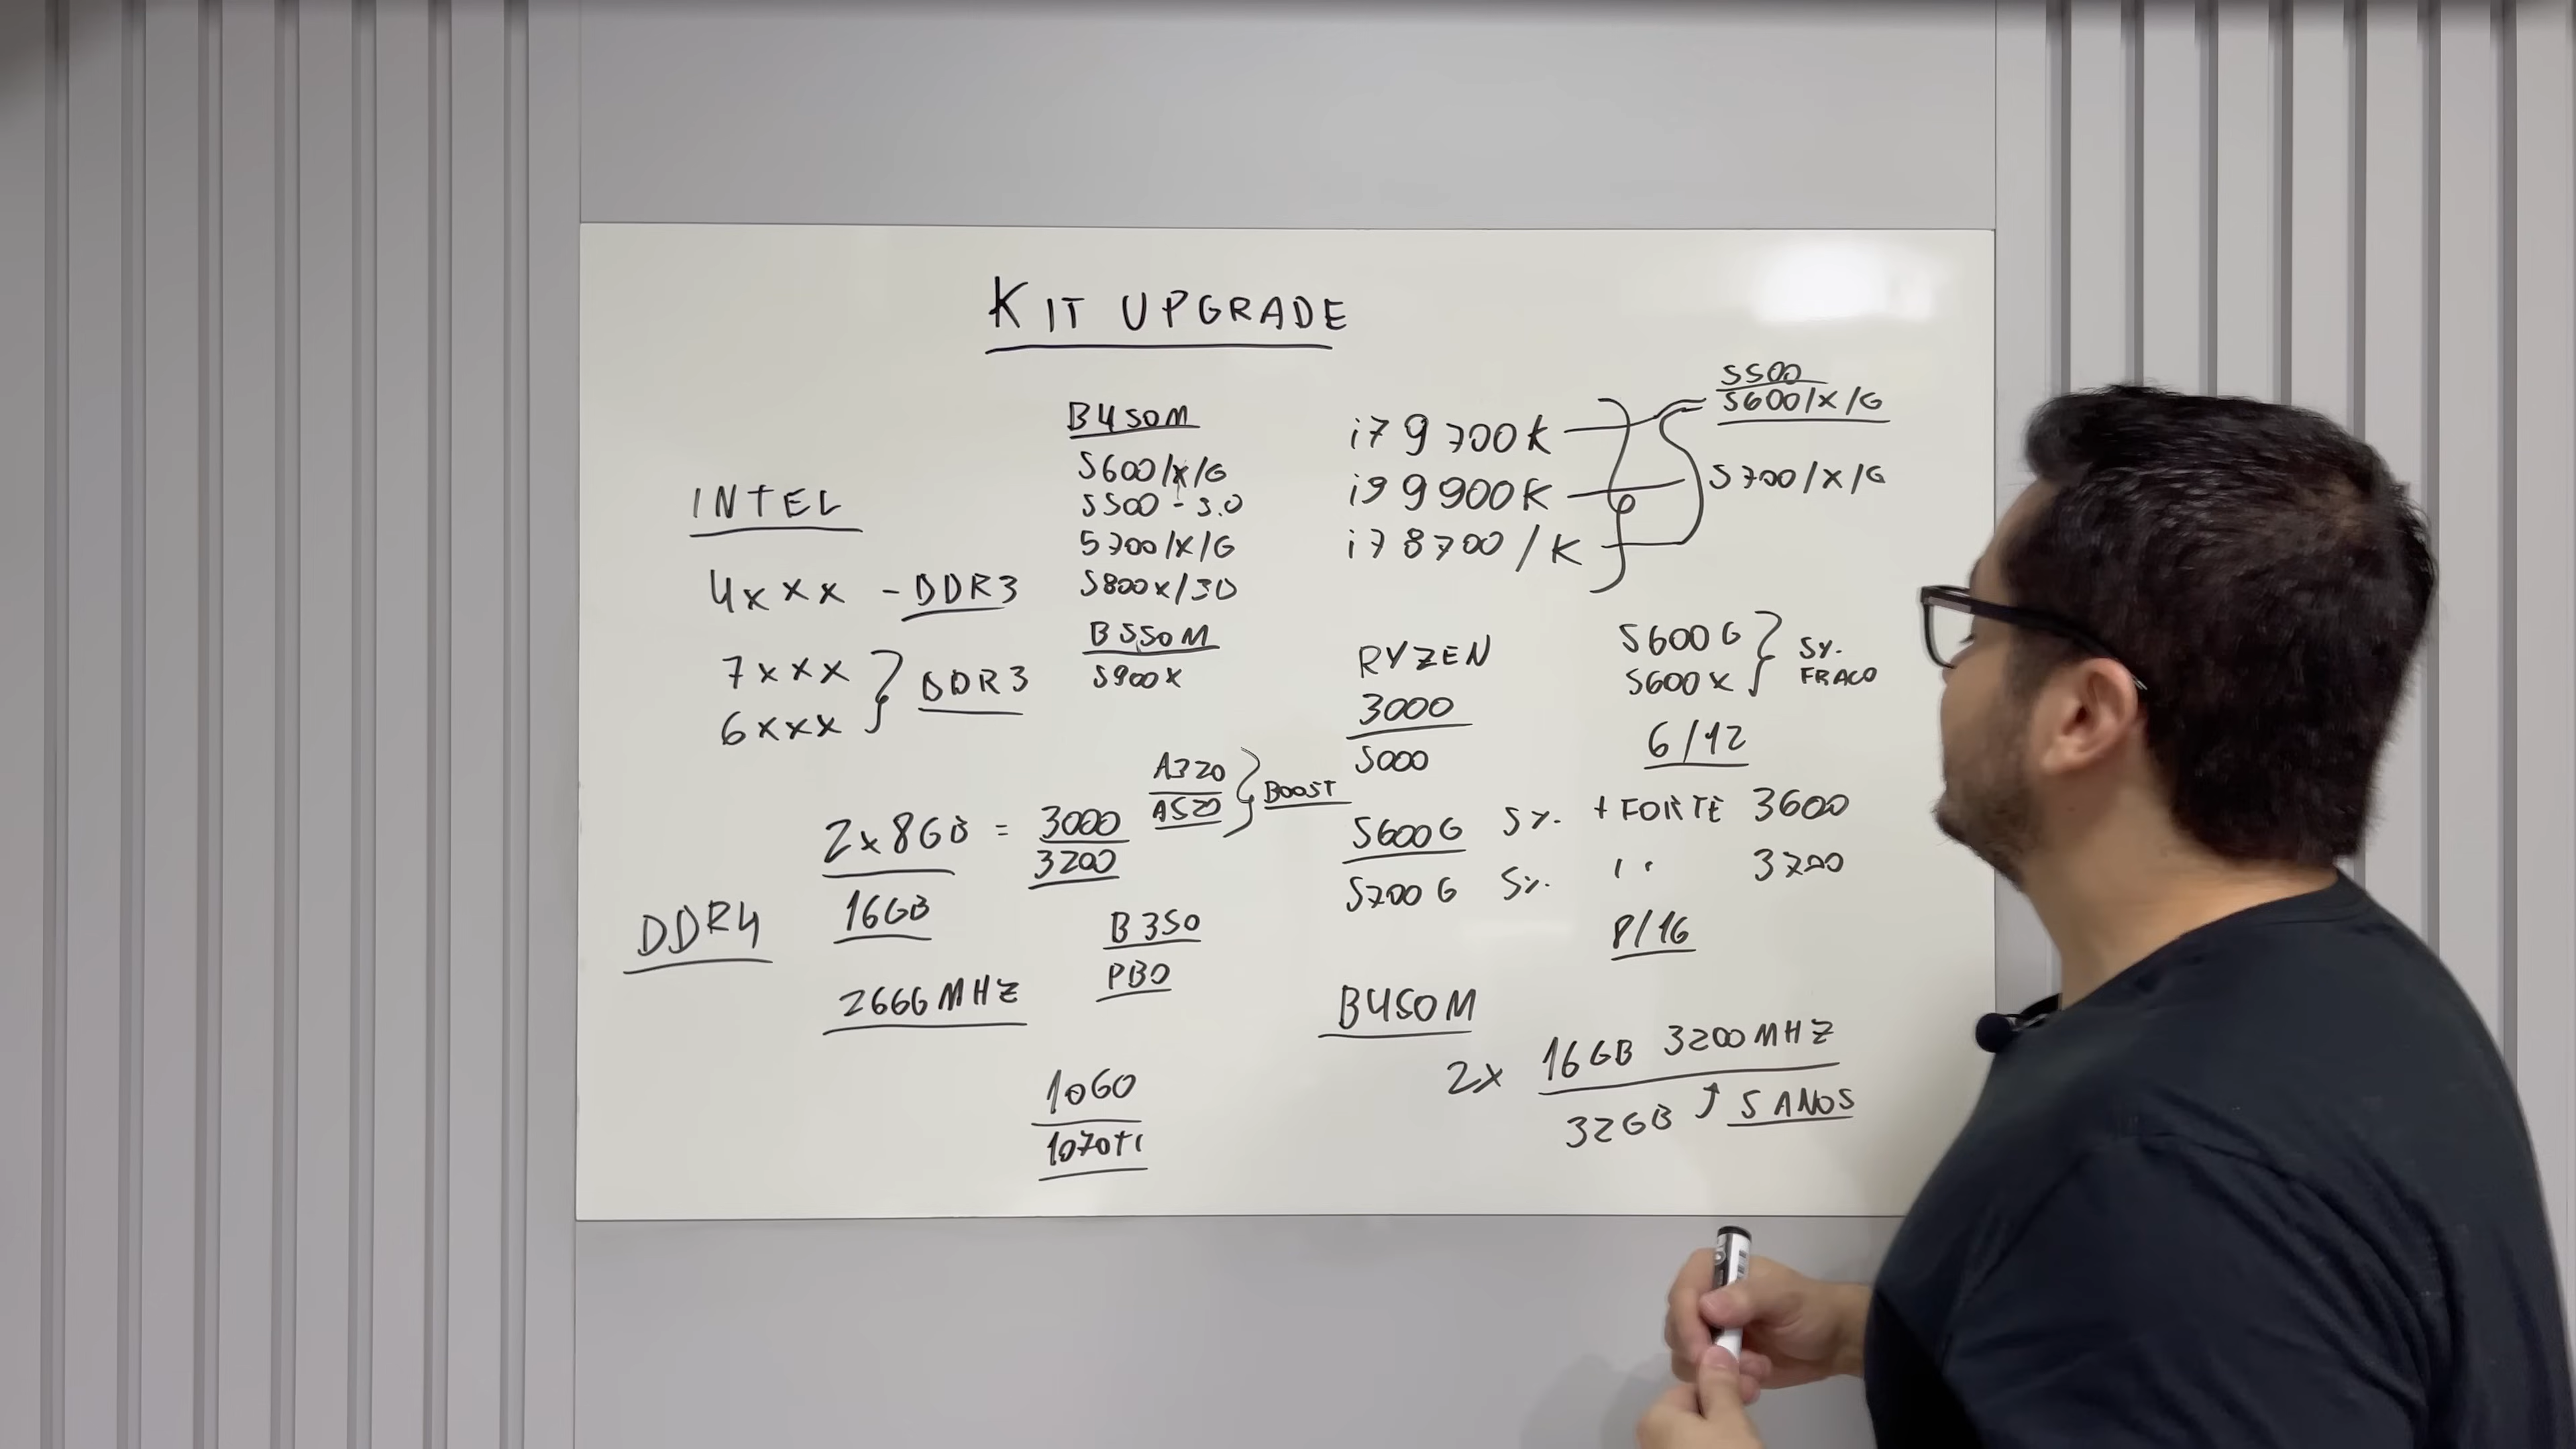 KIT UPGRADE
INTEL
4xxx - DDR3
7xxx } DDR3
6xxx
B450M
5600/X/G
5500 - 3.0
5700/X/G
5800X/3D
B550M
5900X
i7 9700K
i9 9900K
i7 8700/K
5500
5600/X/G
5700/X/G
RYZEN
3000
5000
5600G
5600X
5%.
FRACO
6/12
5600G 5%. + FORTE 3600
5700G 5%. '' 3700
8/16
2x8GB = 3000
3200
16GB
A320
A520
BOOST
DDR4
2666MHZ
B350
PBO
1060
1070TI
B450M
2x 16GB 3200MHZ
32GB 5 ANOS